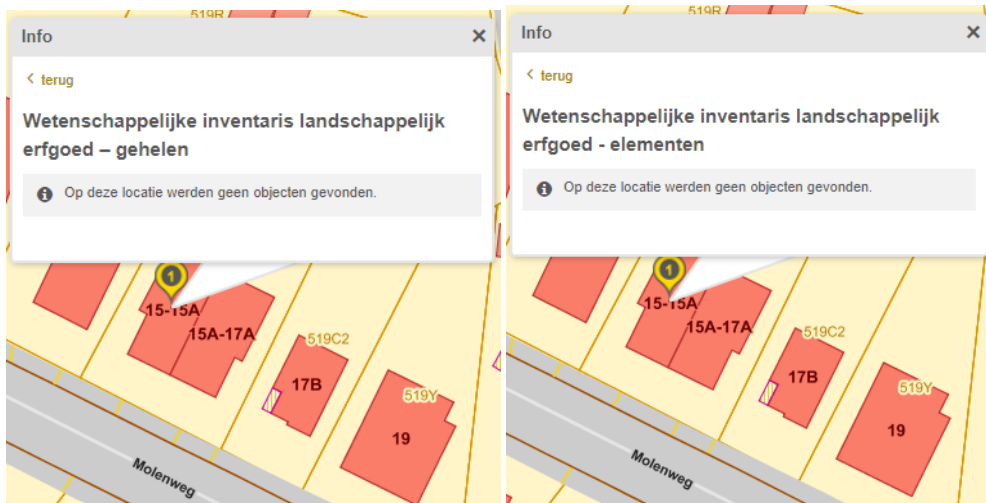 519R
Info
×
< terug
Wetenschappelijke inventaris landschappelijk
erfgoed – gehelen
Op deze locatie werden geen objecten gevonden.
1
15-15A
15A-17A
519C2
17B
519Y
19
Molenweg
519R
Info
×
< terug
Wetenschappelijke inventaris landschappelijk
erfgoed - elementen
Op deze locatie werden geen objecten gevonden.
1
15-15A
15A-17A
519C2
17B
519Y
19
Molenweg